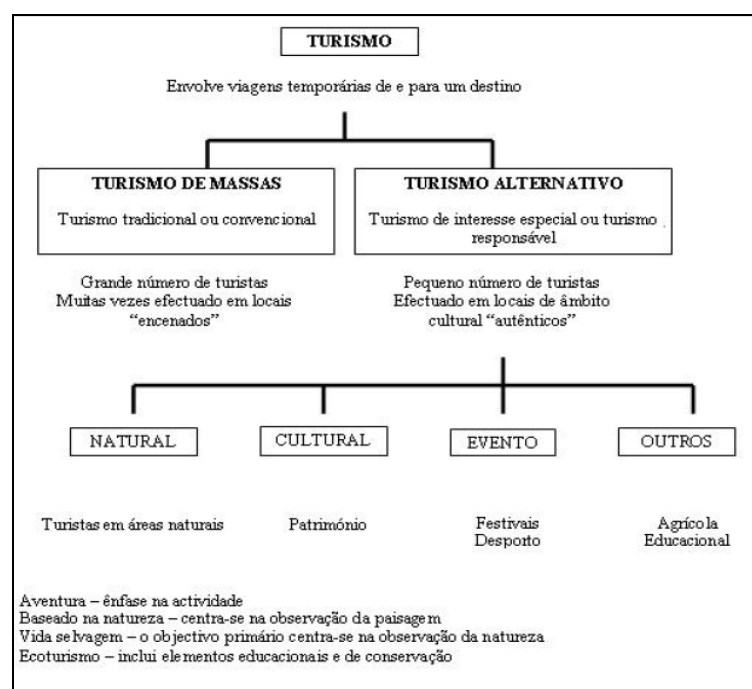 TURISMO
Envolve viagens temporárias de e para um destino
TURISMO DE MASSAS
Turismo tradicional ou convencional
TURISMO ALTERNATIVO
Turismo de interesse especial ou turismo
responsável
Grande número de turistas
Muitas vezes efectuado em locais
“encenados”
Pequeno número de turistas
Efectuado em locais de âmbito
cultural “autênticos”
NATURAL
CULTURAL
EVENTO
OUTROS
Turistas em áreas naturais
Património
Festivais
Desporto
Agrícola
Educacional
Aventura – ênfase na actividade
Baseado na natureza – centra-se na observação da paisagem
Vida selvagem – o objectivo primário centra-se na observação da natureza
Ecoturismo – inclui elementos educacionais e de conservação